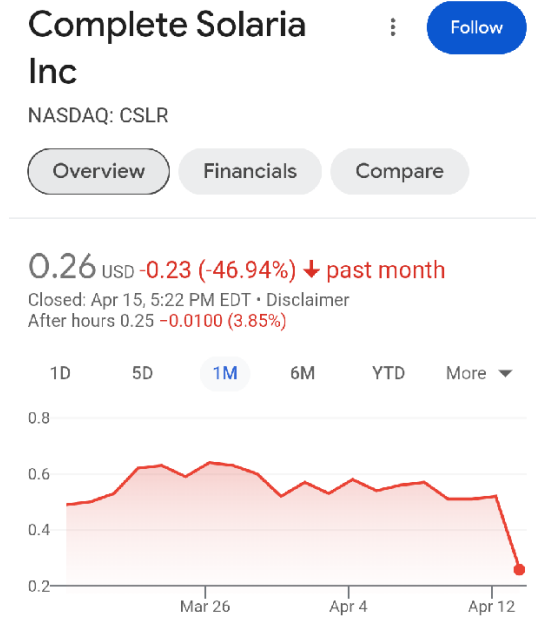 Complete Solaria
Inc
Follow
NASDAQ: CSLR
Overview
Financials
Compare
0.26 USD -0.23 (-46.94%) ↓ past month
Closed: Apr 15, 5:22 PM EDT • Disclaimer
After hours 0.25 −0.0100 (3.85%)
1D 5D 1M 6M YTD More
0.8
0.6
0.4
0.2
Mar 26 Apr 4 Apr 12